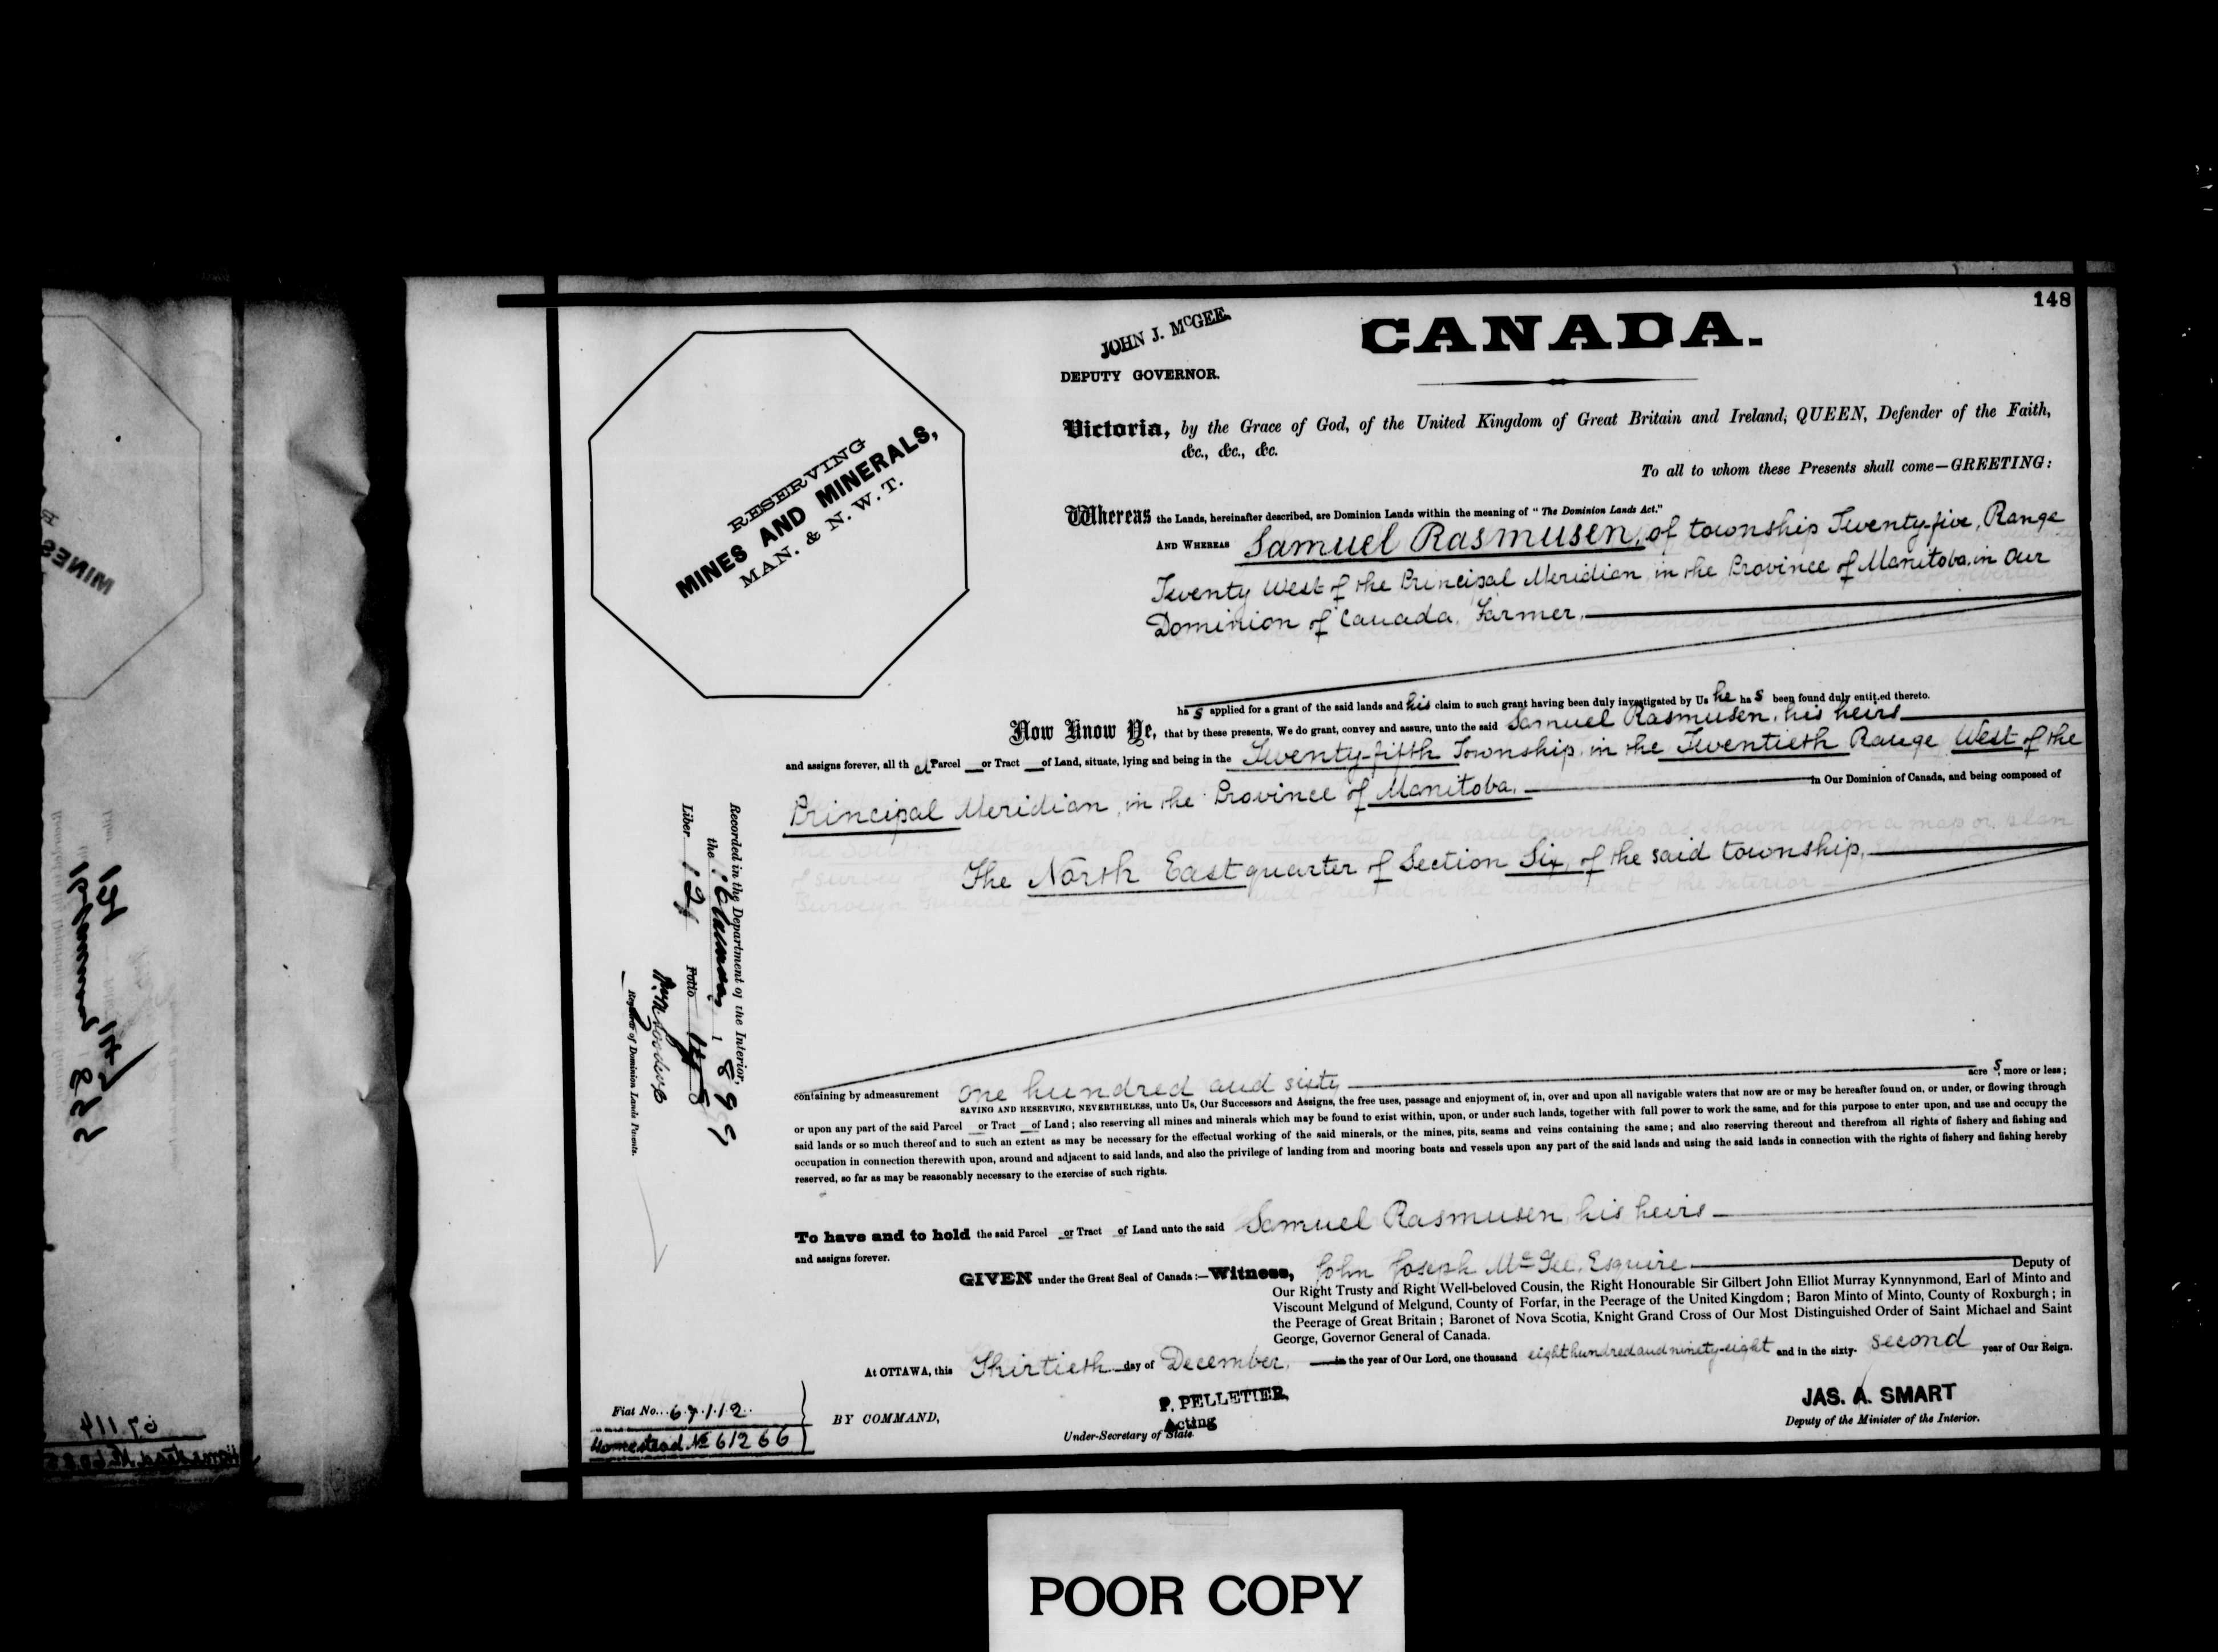 148
JOHN J. McGEE.
DEPUTY GOVERNOR.
CANADA.
RESERVING
MINES AND MINERALS,
MAN. & N. W. T.
Victoria, by the Grace of God, of the United Kingdom of Great Britain and Ireland, QUEEN, Defender of the Faith,
&c., &c., &c.
To all to whom these Presents shall come—GREETING:
Whereas the Lands, hereinafter described, are Dominion Lands within the meaning of "The Dominion Lands Act."
AND WHEREAS Samuel Rasmusen, of township Twenty-five, Range
Twenty West of the Principal Meridian, in the Province of Manitoba, in Our
Dominion of Canada, Farmer,
has applied for a grant of the said lands and his claim to such grant having been duly investigated by Us he has been found duly entitled thereto.
Now Know Ye, that by these presents, We do grant, convey and assure, unto the said Samuel Rasmusen, his heirs
and assigns forever, all that Parcel or Tract of Land, situate, lying and being in the Twenty-fifth Township, in the Twentieth Range West of the
Principal Meridian, in the Province of Manitoba, in Our Dominion of Canada, and being composed of
The North East quarter of Section Six, of the said township,
containing by admeasurement one hundred and sixty acres, more or less;
SAVING AND RESERVING, NEVERTHELESS, unto Us, Our Successors and Assigns, the free uses, passage and enjoyment of, in, over and upon all navigable waters that now are or may be hereafter found on, or under, or flowing through
or upon any part of the said Parcel or Tract of Land; also reserving all mines and minerals which may be found to exist within, upon, or under such lands, together with full power to work the same, and for this purpose to enter upon, and use and occupy the
said lands or so much thereof and to such an extent as may be necessary for the effectual working of the said minerals, or the mines, pits, seams and veins containing the same; and also reserving thereout and therefrom all rights of fishery and fishing and
occupation in connection therewith upon, around and adjacent to said lands, and also the privilege of landing from and mooring boats and vessels upon any part of the said lands and using the said lands in connection with the rights of fishery and fishing hereby
reserved, so far as may be reasonably necessary to the exercise of such rights.
To have and to hold the said Parcel or Tract of Land unto the said Samuel Rasmusen, his heirs
and assigns forever.
GIVEN under the Great Seal of Canada:—Witness, John Joseph McGee, Esquire Deputy of
Our Right Trusty and Right Well-beloved Cousin, the Right Honourable Sir Gilbert John Elliot Murray Kynnynmond, Earl of Minto and
Viscount Melgund of Melgund, County of Forfar, in the Peerage of the United Kingdom; Baron Minto of Minto, County of Roxburgh; in
the Peerage of Great Britain; Baronet of Nova Scotia, Knight Grand Cross of Our Most Distinguished Order of Saint Michael and Saint
George, Governor General of Canada.
At OTTAWA, this Thirtieth day of December, in the year of Our Lord, one thousand eight hundred and ninety-eight and in the sixty-second year of Our Reign.
Fiat No. 67112
Homestead No 61266
BY COMMAND,
P. PELLETIER,
Acting
Under-Secretary of State.
JAS. A. SMART
Deputy of the Minister of the Interior.
Recorded in the Department of the Interior,
the 1899
Liber 121 Folio 148
Registrar of Dominion Lands Patents.
POOR COPY